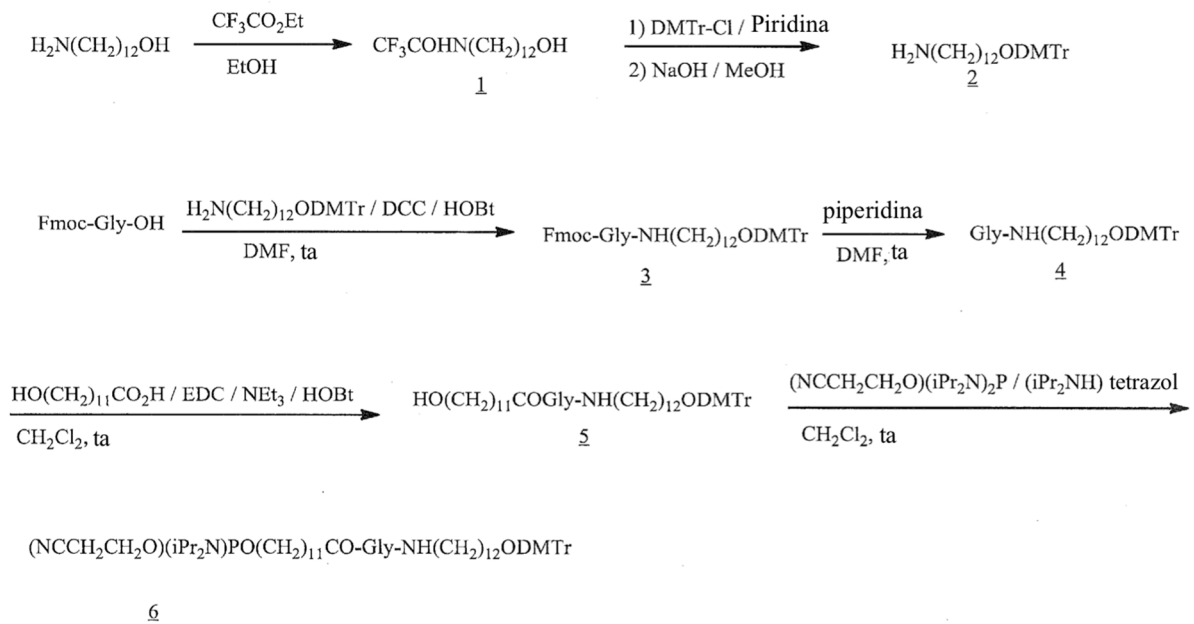 CF₃CO₂Et
H₂N(CH₂)₁₂OH
EtOH
CF₃COHN(CH₂)₁₂OH
1
1) DMTr-Cl / Piridina
2) NaOH / MeOH
H₂N(CH₂)₁₂ODMTr
2
Fmoc-Gly-OH
H₂N(CH₂)₁₂ODMTr / DCC / HOBt
DMF, ta
Fmoc-Gly-NH(CH₂)₁₂ODMTr
3
piperidina
DMF, ta
Gly-NH(CH₂)₁₂ODMTr
4
HO(CH₂)₁₁CO₂H / EDC / NEt₃ / HOBt
CH₂Cl₂, ta
HO(CH₂)₁₁COGly-NH(CH₂)₁₂ODMTr
5
(NCCH₂CH₂O)(iPr₂N)₂P / (iPr₂NH) tetrazol
CH₂Cl₂, ta
(NCCH₂CH₂O)(iPr₂N)PO(CH₂)₁₁CO-Gly-NH(CH₂)₁₂ODMTr
6